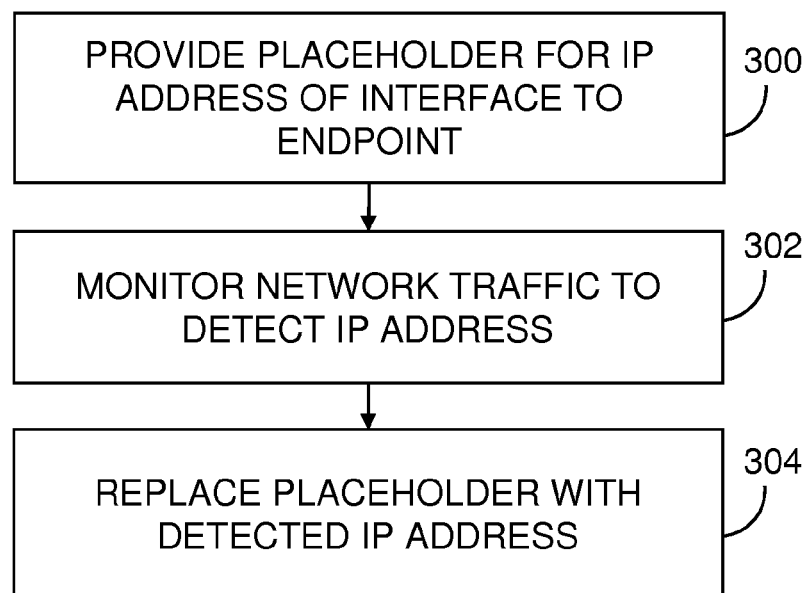 PROVIDE PLACEHOLDER FOR IP
ADDRESS OF INTERFACE TO
ENDPOINT
300
MONITOR NETWORK TRAFFIC TO
DETECT IP ADDRESS
302
REPLACE PLACEHOLDER WITH
DETECTED IP ADDRESS
304